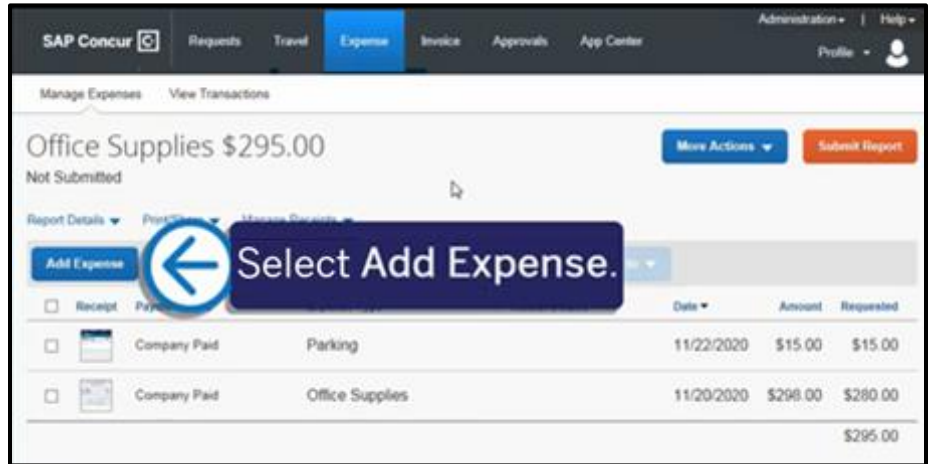 Administration | Help
SAP Concur C Requests Travel Expense Invoice Approvals App Center
Profile
Manage Expenses View Transactions
Office Supplies $295.00
More Actions Submit Report
Not Submitted
Report Details
Add Expense
Select Add Expense.
Receipt Date Amount Requested
Company Paid Parking 11/22/2020 $15.00 $15.00
Company Paid Office Supplies 11/20/2020 $298.00 $280.00
$295.00